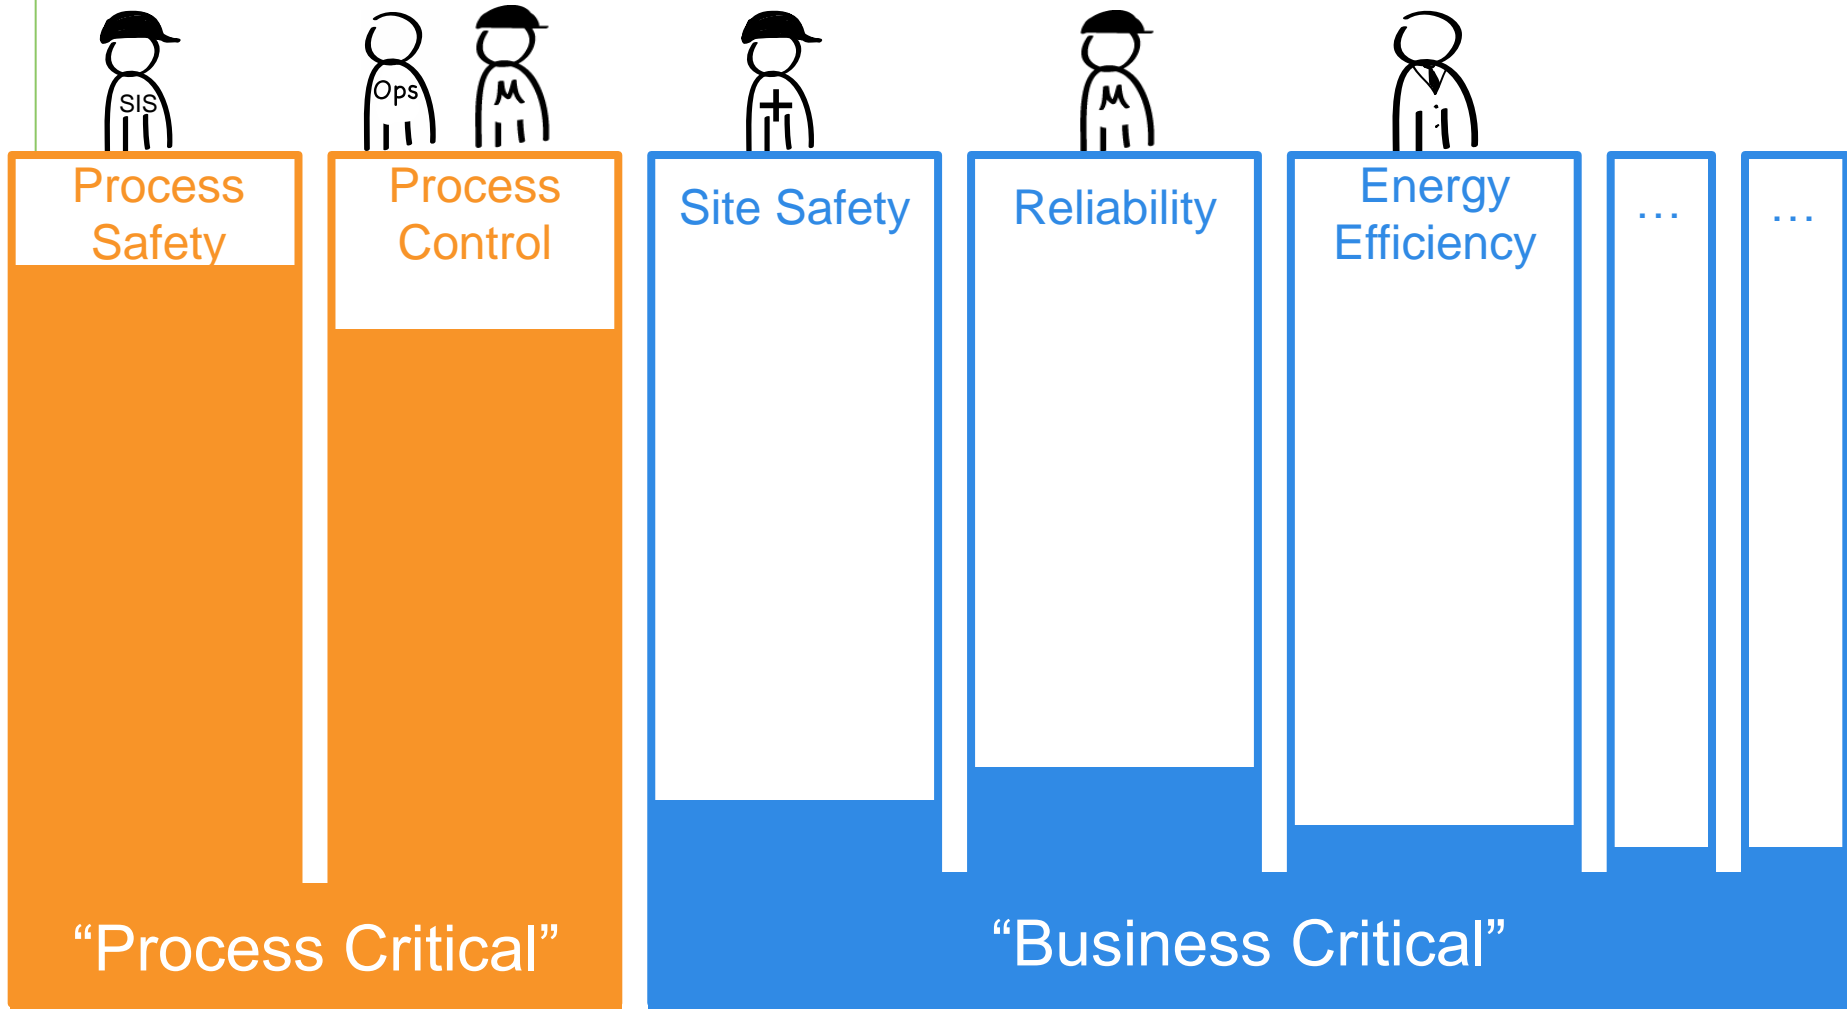 SIS
Ops
M
M
Process
Safety
Process
Control
Site Safety
Reliability
Energy
Efficiency
...
...
“Process Critical”
“Business Critical”